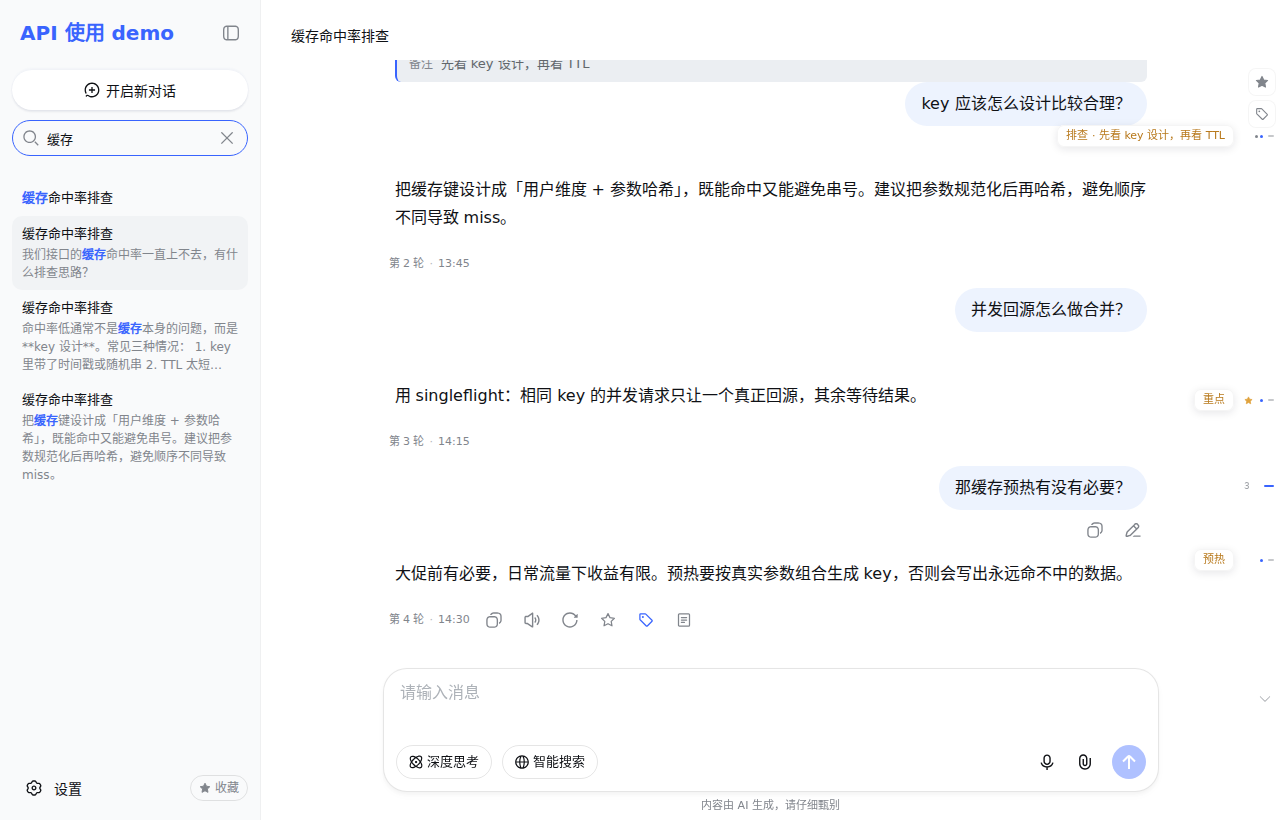 API 使用 demo
开启新对话
缓存
缓存命中率排查
缓存命中率排查
我们接口的缓存命中率一直上不去，有什
么排查思路？
缓存命中率排查
命中率低通常不是缓存本身的问题，而是
**key 设计**。常见三种情况： 1. key
里带了时间戳或随机串 2. TTL 太短…
缓存命中率排查
把缓存键设计成「用户维度 + 参数哈
希」，既能命中又能避免串号。建议把参
数规范化后再哈希，避免顺序不同导致
miss。
设置
收藏
缓存命中率排查
备注 先看 key 设计，再看 TTL
key 应该怎么设计比较合理？
排查 · 先看 key 设计，再看 TTL
把缓存键设计成「用户维度 + 参数哈希」，既能命中又能避免串号。建议把参数规范化后再哈希，避免顺序
不同导致 miss。
第 2 轮 · 13:45
并发回源怎么做合并？
用 singleflight：相同 key 的并发请求只让一个真正回源，其余等待结果。
重点
第 3 轮 · 14:15
那缓存预热有没有必要？
3
预热
大促前有必要，日常流量下收益有限。预热要按真实参数组合生成 key，否则会写出永远命不中的数据。
第 4 轮 · 14:30
请输入消息
深度思考
智能搜索
内容由 AI 生成，请仔细甄别